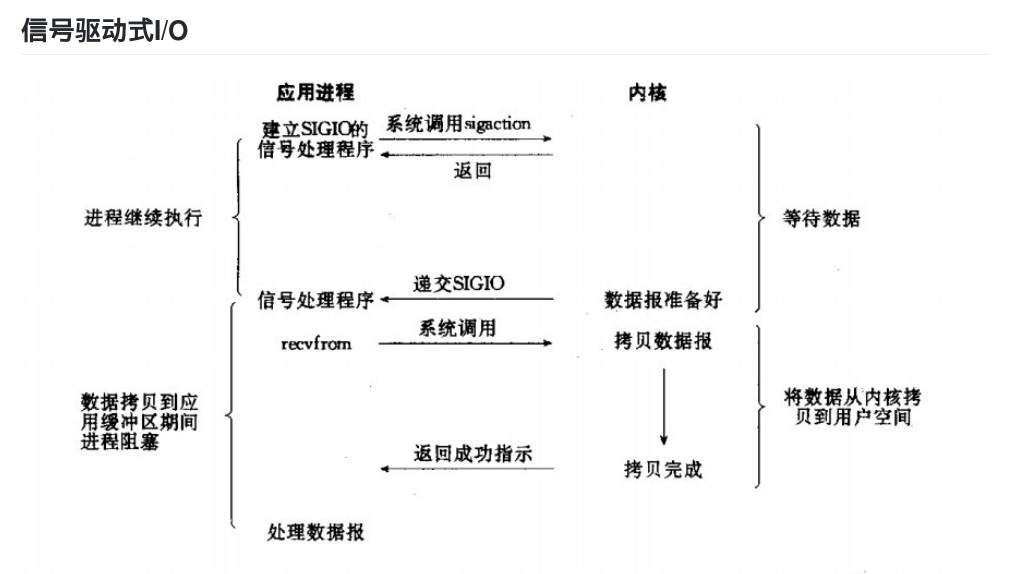 信号驱动式I/O
应用进程
内核
建立SIGIO的
信号处理程序
系统调用sigaction
返回
进程继续执行
等待数据
递交SIGIO
信号处理程序
数据报准备好
系统调用
recvfrom
拷贝数据报
数据拷贝到应
用缓冲区期间
进程阻塞
将数据从内核拷
贝到用户空间
返回成功指示
拷贝完成
处理数据报